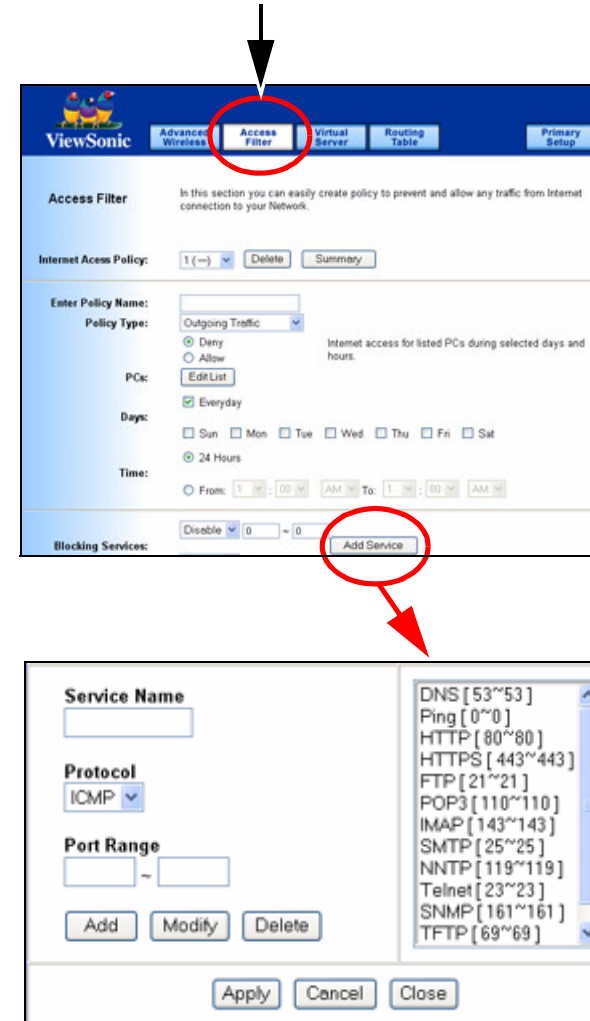 ViewSonic
Advanced Wireless
Access Filter
Virtual Server
Routing Table
Primary Setup
Access Filter
In this section you can easily create policy to prevent and allow any traffic from Internet
connection to your Network.
Internet Acess Policy:
1 (—)
Delete
Summary
Enter Policy Name:
Policy Type:
Outgoing Traffic
Deny
Allow
Internet access for listed PCs during selected days and
hours.
PCs:
Edit List
Days:
Everyday
Sun Mon Tue Wed Thu Fri Sat
Time:
24 Hours
From: 1 : 00 AM To: 1 : 00 AM
Blocking Services:
Disable 0 ~ 0
Add Service
Service Name
Protocol
ICMP
Port Range
~
Add Modify Delete
DNS [ 53~53 ]
Ping [ 0~0 ]
HTTP [ 80~80 ]
HTTPS [ 443~443 ]
FTP [ 21~21 ]
POP3 [ 110~110 ]
IMAP [ 143~143 ]
SMTP [ 25~25 ]
NNTP [ 119~119 ]
Telnet [ 23~23 ]
SNMP [ 161~161 ]
TFTP [ 69~69 ]
Apply Cancel Close